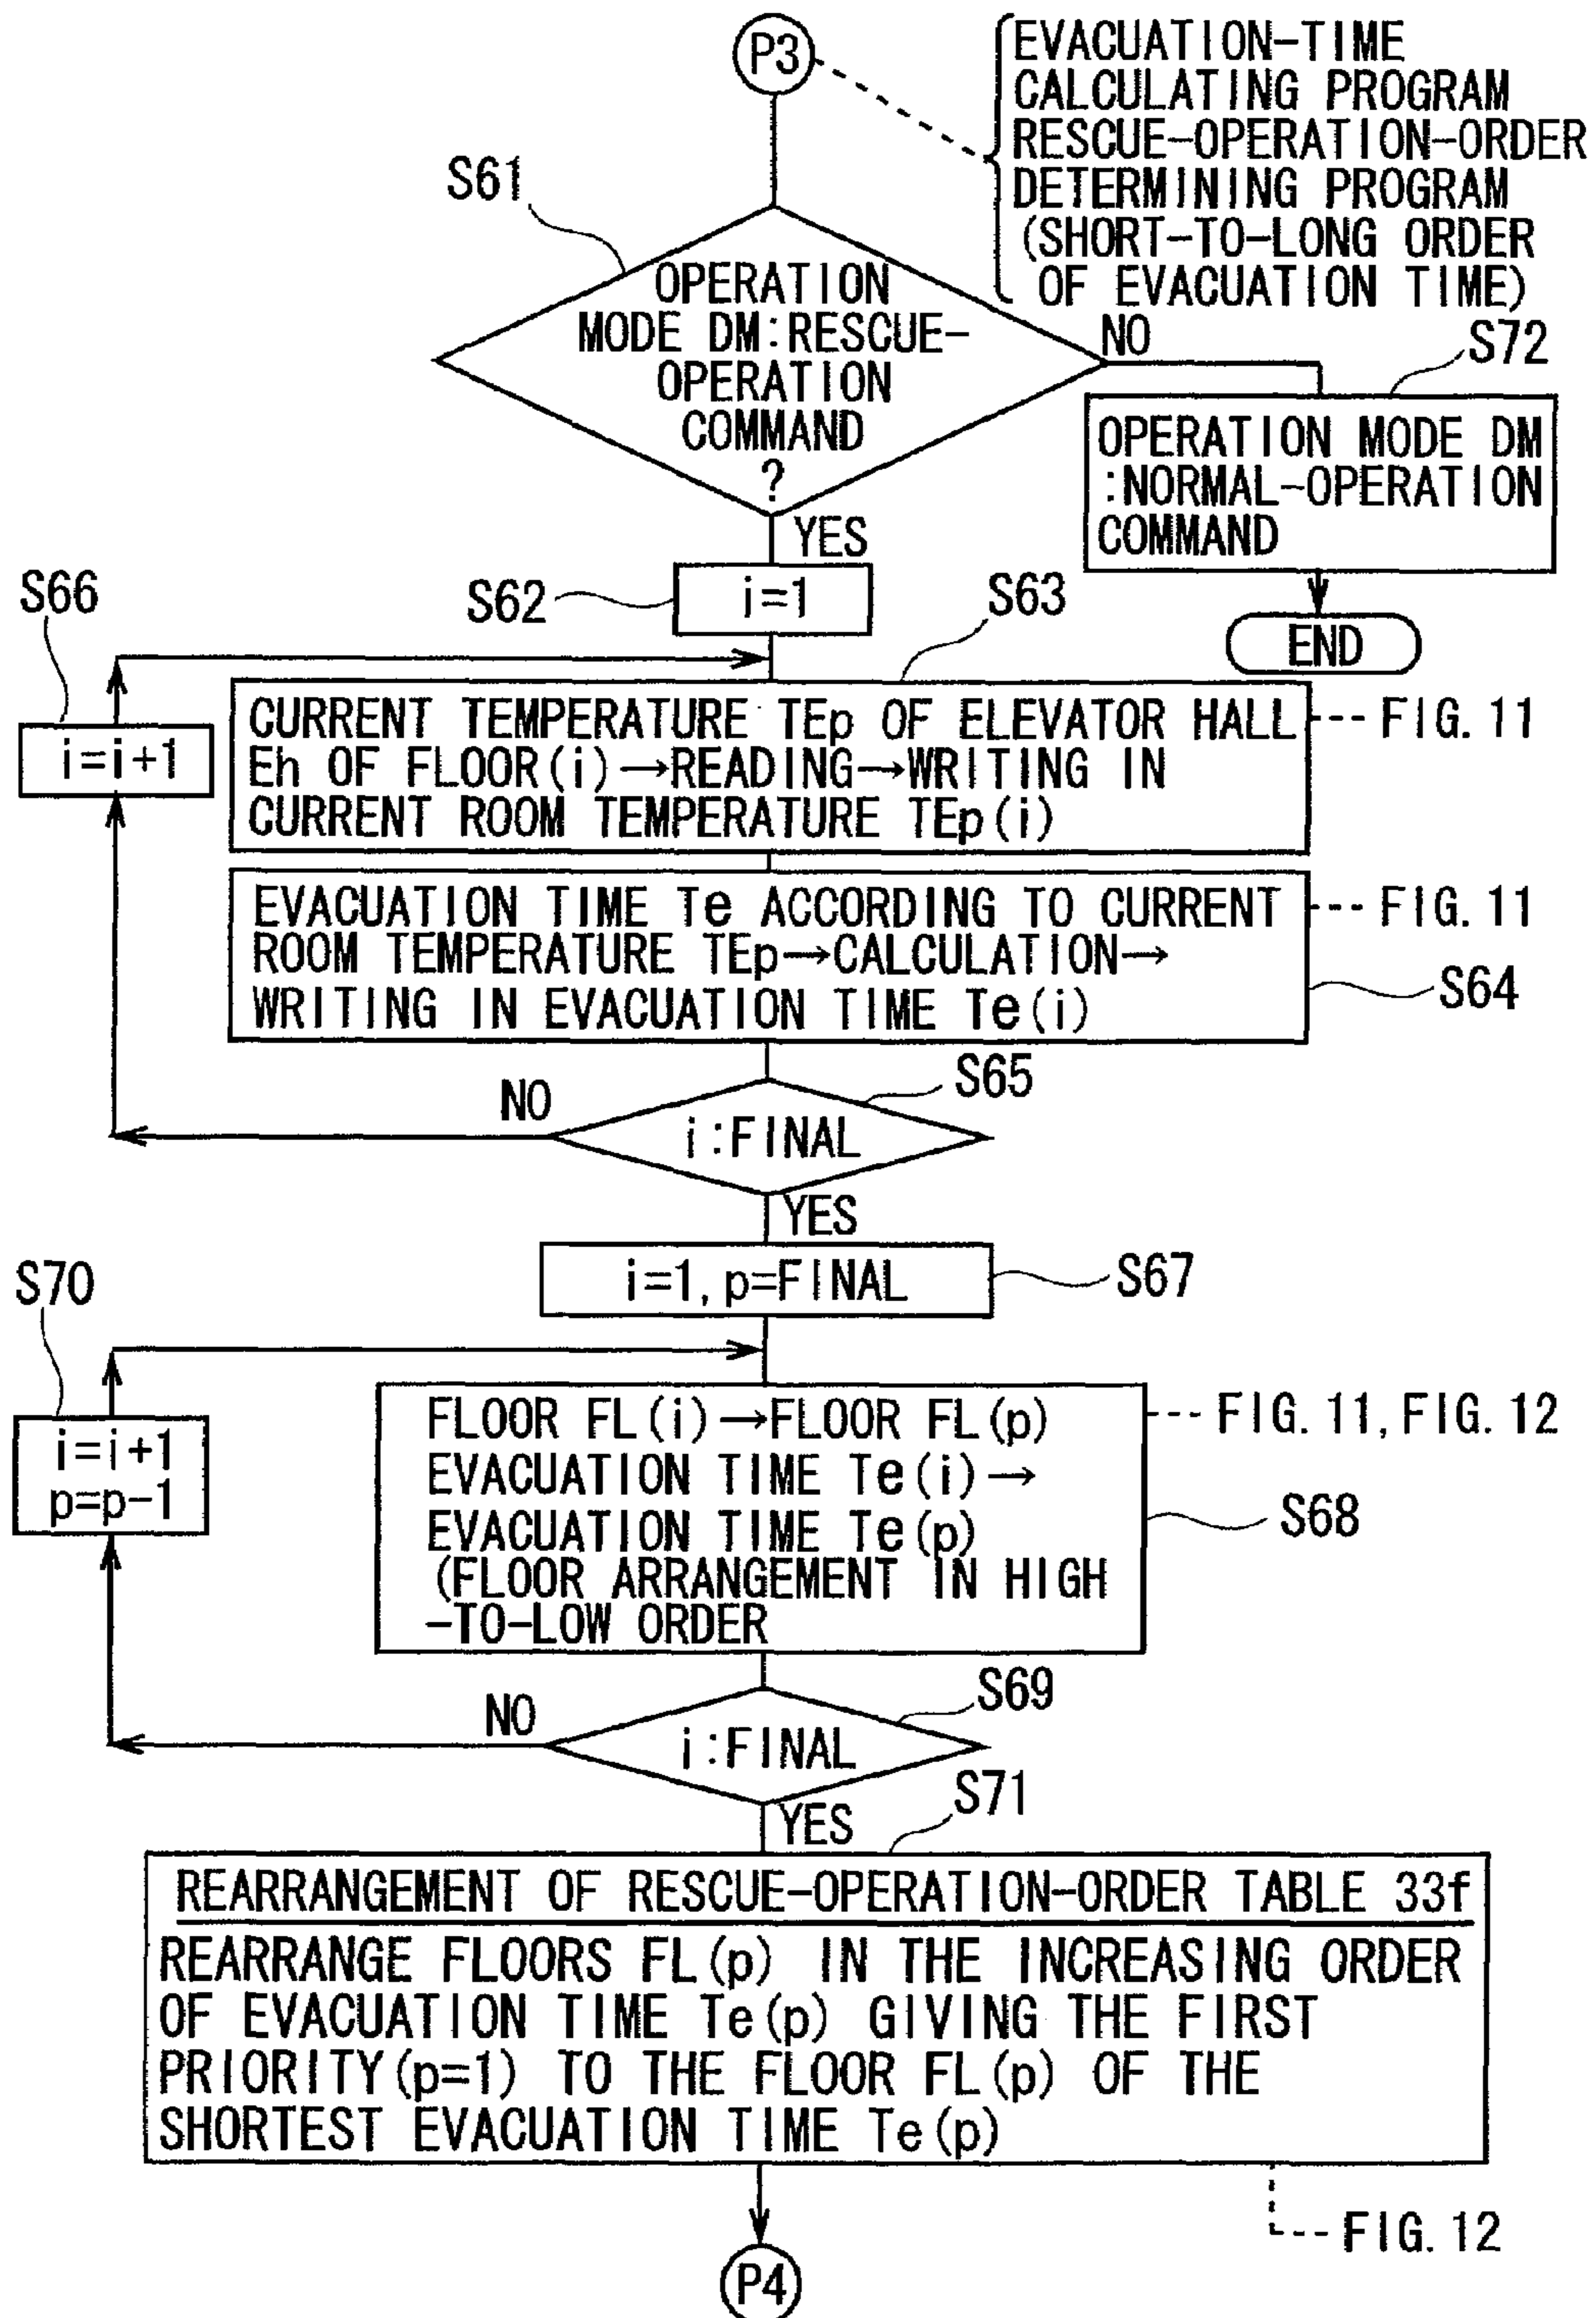 P3
EVACUATION-TIME
CALCULATING PROGRAM
RESCUE-OPERATION-ORDER
DETERMINING PROGRAM
(SHORT-TO-LONG ORDER
OF EVACUATION TIME)
S61
OPERATION
MODE DM:RESCUE-
OPERATION
COMMAND
?
NO
S72
OPERATION MODE DM
:NORMAL-OPERATION
COMMAND
END
YES
S62
i=1
S66
i=i+1
S63
CURRENT TEMPERATURE TEp OF ELEVATOR HALL
Eh OF FLOOR(i)→READING→WRITING IN
CURRENT ROOM TEMPERATURE TEp(i)
FIG. 11
EVACUATION TIME Te ACCORDING TO CURRENT
ROOM TEMPERATURE TEp→CALCULATION→
WRITING IN EVACUATION TIME Te(i)
FIG. 11
S64
S65
NO
i:FINAL
YES
i=1, p=FINAL
S67
S70
i=i+1
p=p-1
FLOOR FL(i)→FLOOR FL(p)
EVACUATION TIME Te(i)→
EVACUATION TIME Te(p)
(FLOOR ARRANGEMENT IN HIGH
-TO-LOW ORDER
FIG. 11, FIG. 12
S68
S69
NO
i:FINAL
YES
S71
REARRANGEMENT OF RESCUE-OPERATION-ORDER TABLE 33f
REARRANGE FLOORS FL(p) IN THE INCREASING ORDER
OF EVACUATION TIME Te(p) GIVING THE FIRST
PRIORITY(p=1) TO THE FLOOR FL(p) OF THE
SHORTEST EVACUATION TIME Te(p)
FIG. 12
P4